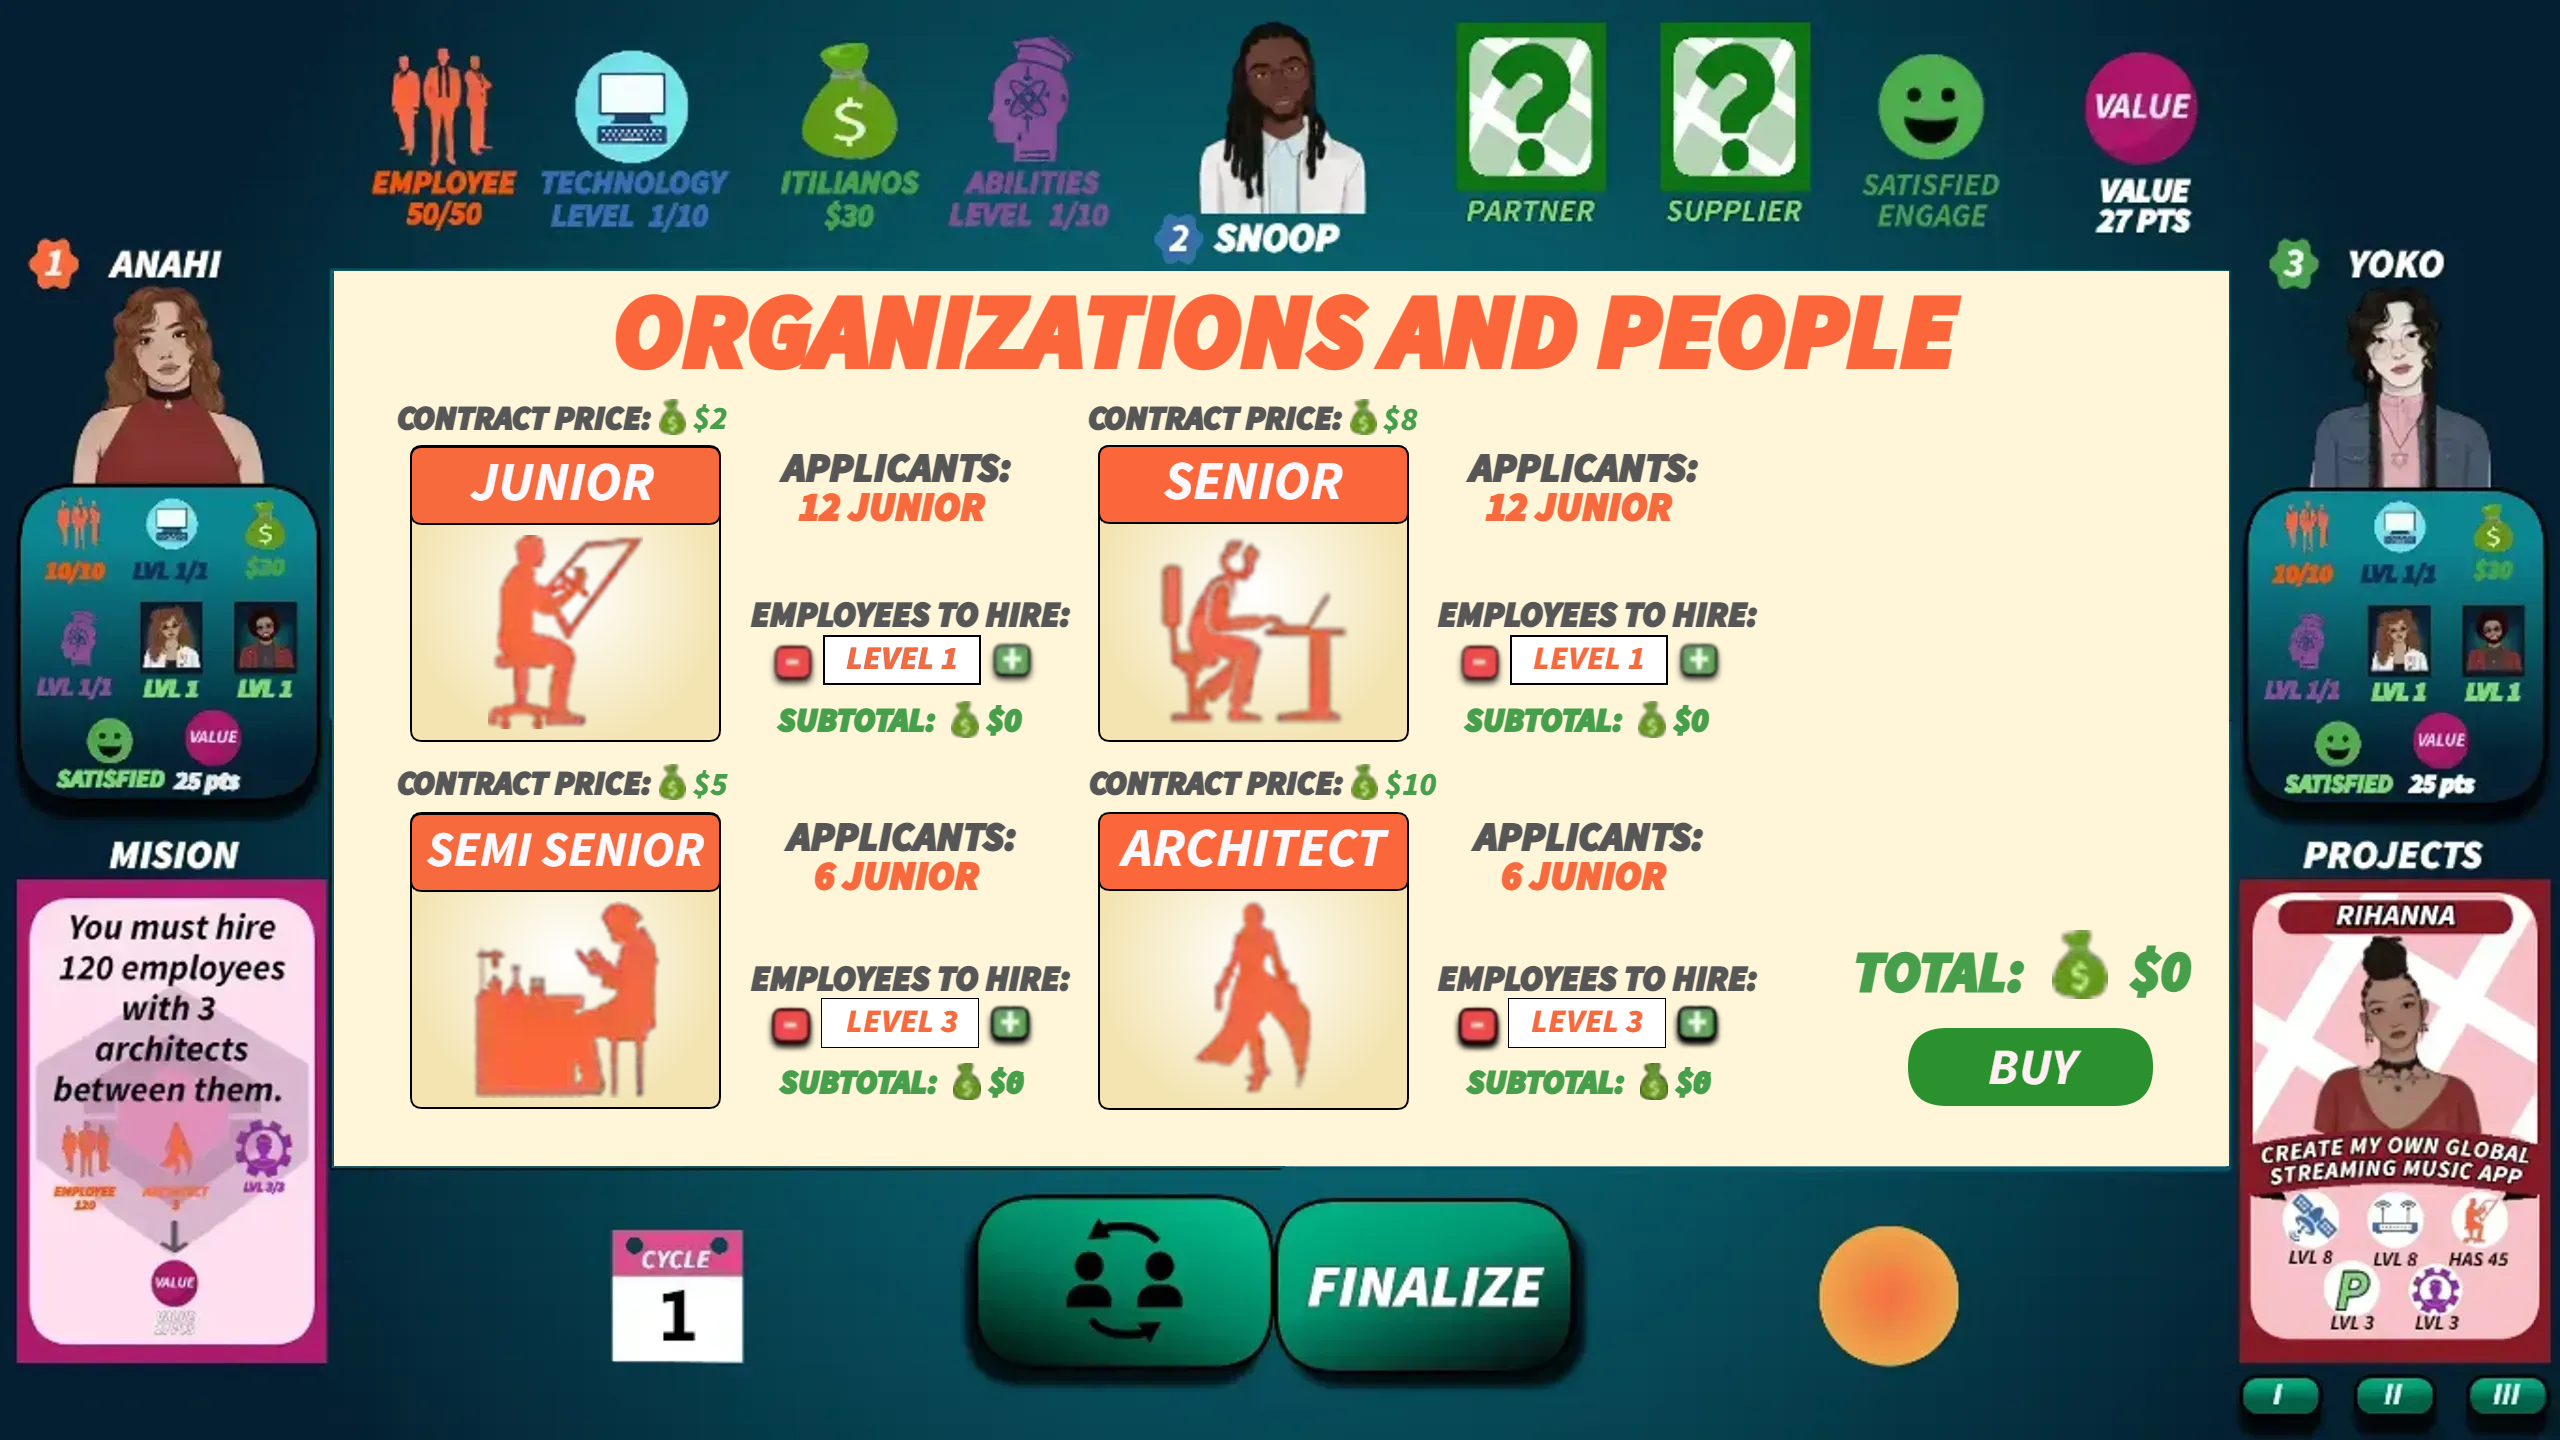 EMPLOYEE
50/50
TECHNOLOGY
LEVEL 1/10
$
ITILIANOS
$30
ABILITIES
LEVEL 1/10
2 SNOOP
?
PARTNER
?
SUPPLIER
SATISFIED
ENGAGE
VALUE
VALUE
27 PTS
1 ANAHI
10/10
LVL 1/1
$
$30
LVL 1/1
LVL 1
LVL 1
VALUE
SATISFIED
25 pts
MISION
You must hire
120 employees
with 3
architects
between them.
EMPLOYEE
120
ARCHITECT
3
LVL 3/3
VALUE
ORGANIZATIONS AND PEOPLE
CONTRACT PRICE: $2
JUNIOR
APPLICANTS:
12 JUNIOR
EMPLOYEES TO HIRE:
- LEVEL 1 +
SUBTOTAL: $0
CONTRACT PRICE: $8
SENIOR
APPLICANTS:
12 JUNIOR
EMPLOYEES TO HIRE:
- LEVEL 1 +
SUBTOTAL: $0
CONTRACT PRICE: $5
SEMI SENIOR
APPLICANTS:
6 JUNIOR
EMPLOYEES TO HIRE:
- LEVEL 3 +
SUBTOTAL: $0
CONTRACT PRICE: $10
ARCHITECT
APPLICANTS:
6 JUNIOR
EMPLOYEES TO HIRE:
- LEVEL 3 +
SUBTOTAL: $0
TOTAL: $0
BUY
3 YOKO
10/10
LVL 1/1
$
$30
LVL 1/1
LVL 1
LVL 1
VALUE
SATISFIED
25 pts
PROJECTS
RIHANNA
CREATE MY OWN GLOBAL
STREAMING MUSIC APP
LVL 8
LVL 8
HAS 45
P
LVL 3
LVL 3
I
II
III
CYCLE
1
FINALIZE